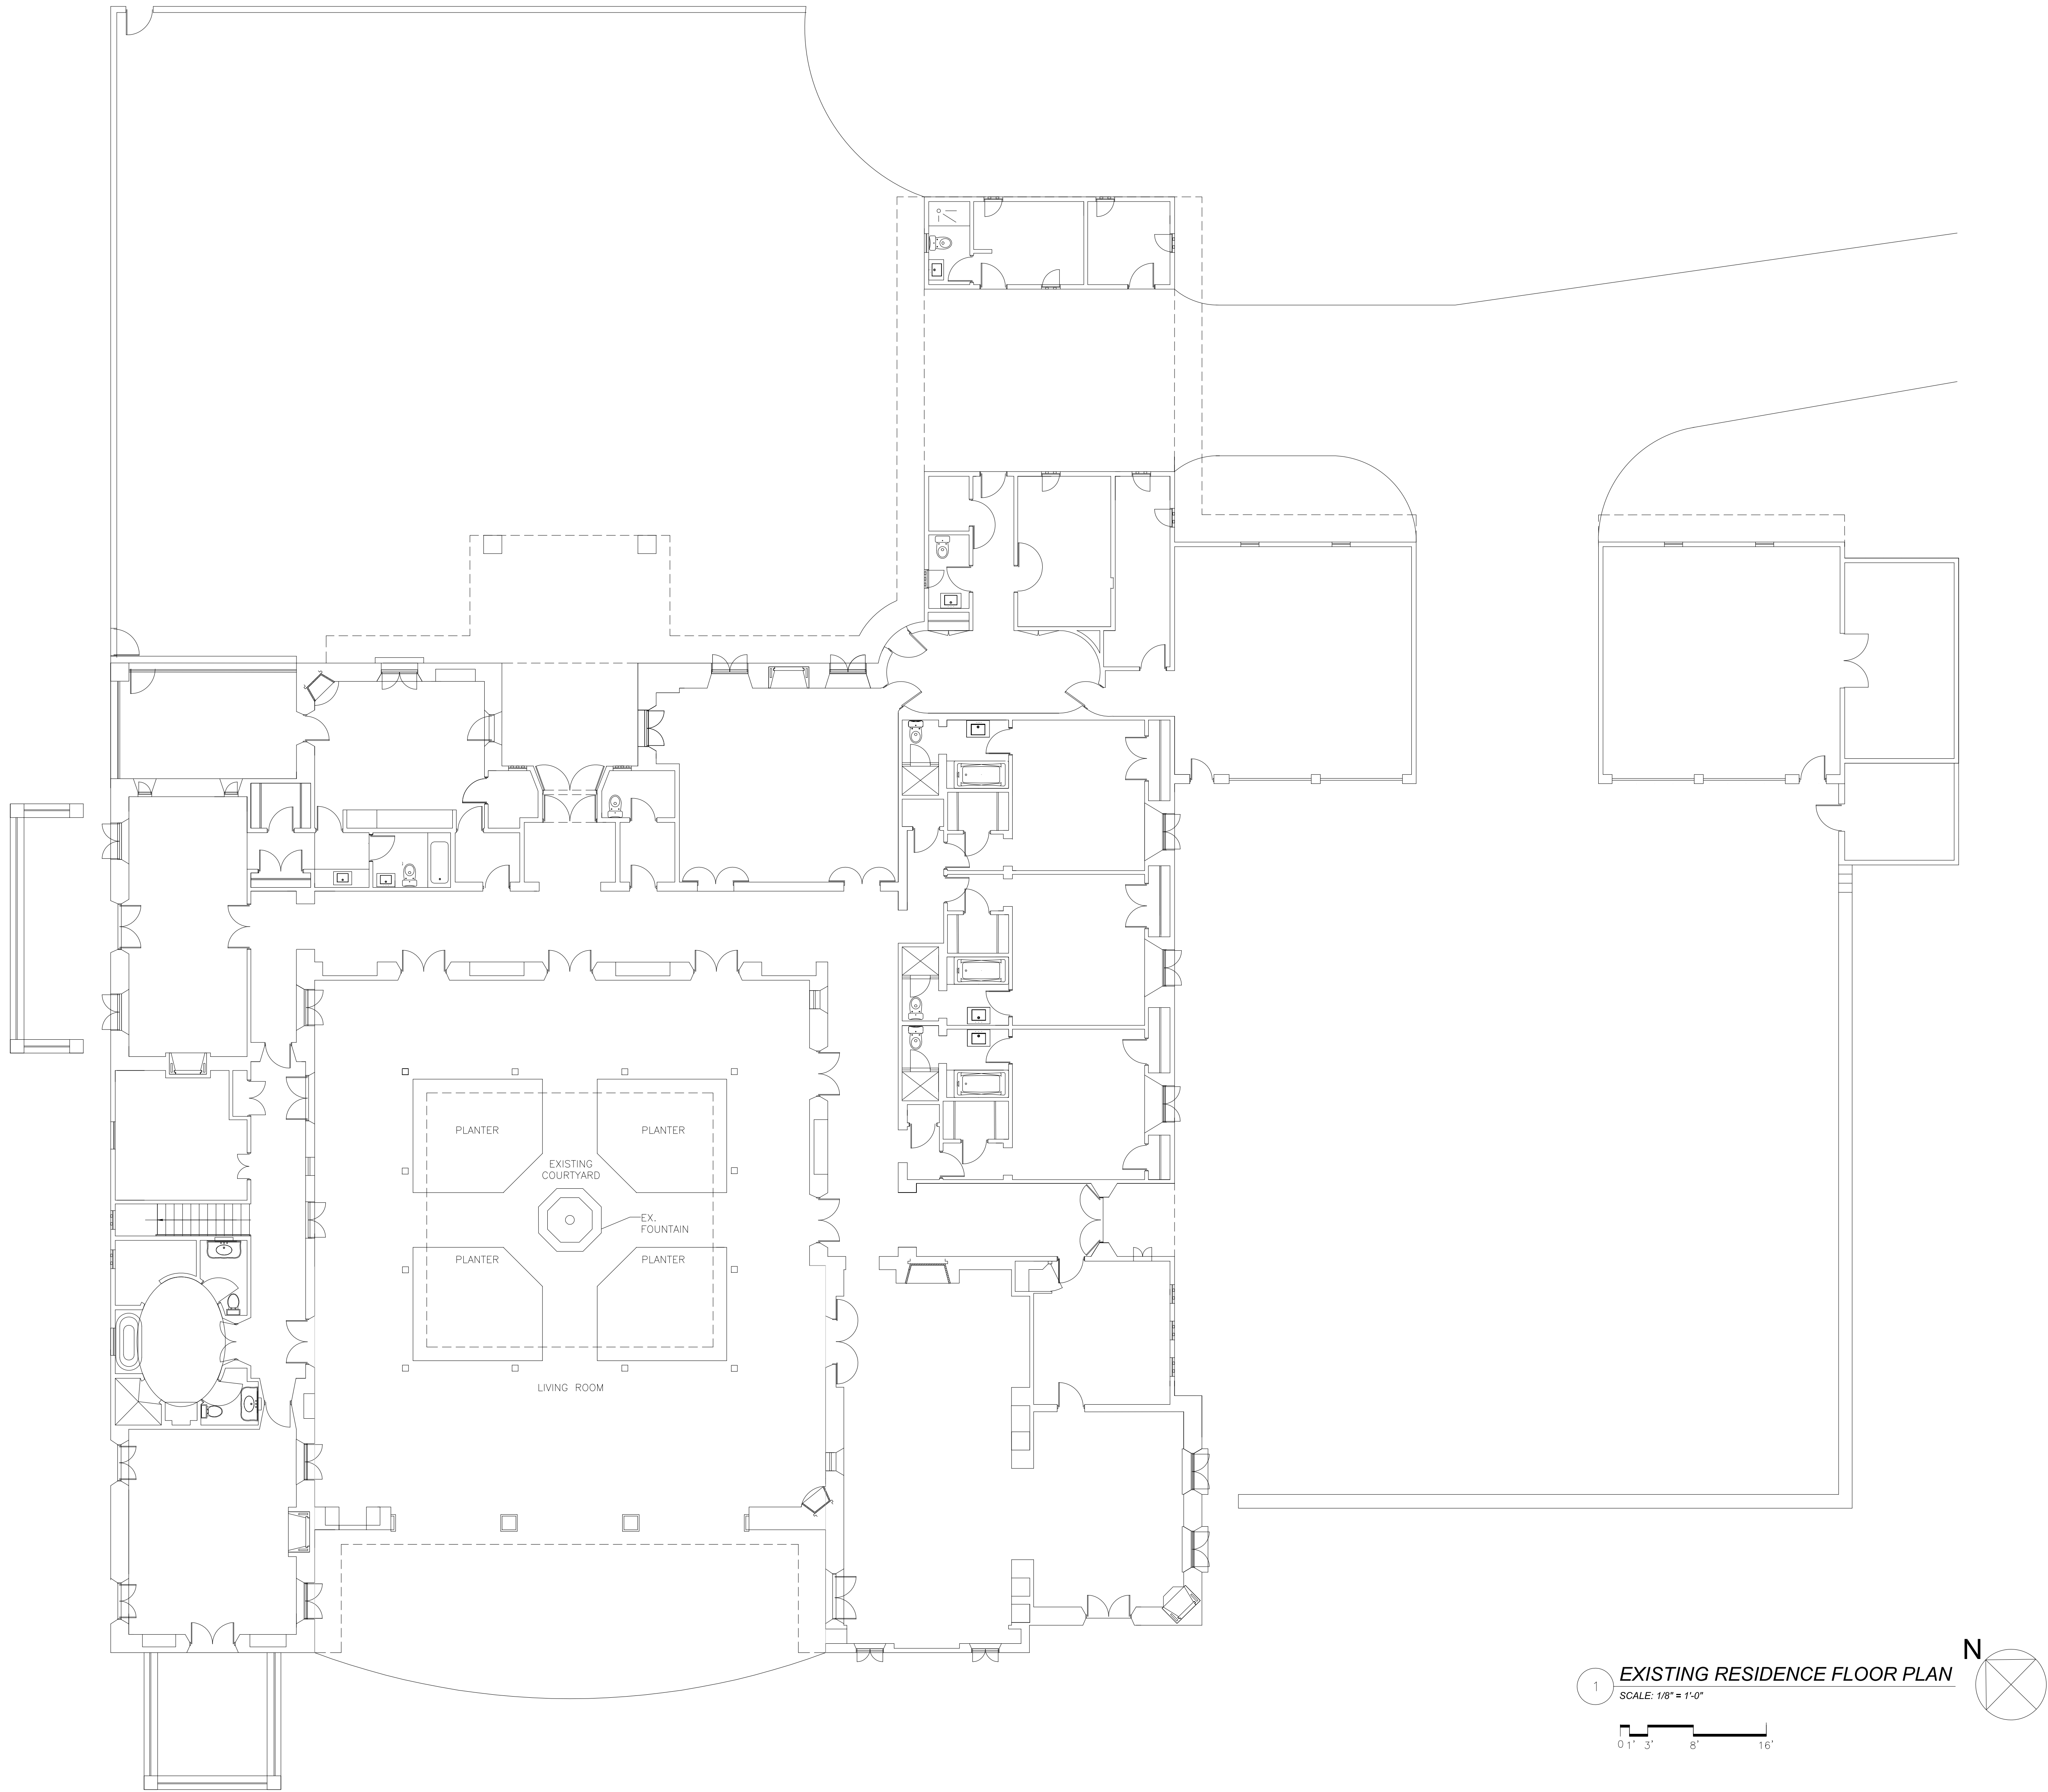 PLANTER
PLANTER
EXISTING
COURTYARD
EX.
FOUNTAIN
PLANTER
PLANTER
LIVING ROOM
N
1
EXISTING RESIDENCE FLOOR PLAN
SCALE: 1/8" = 1'-0"
0 1' 3' 8' 16'